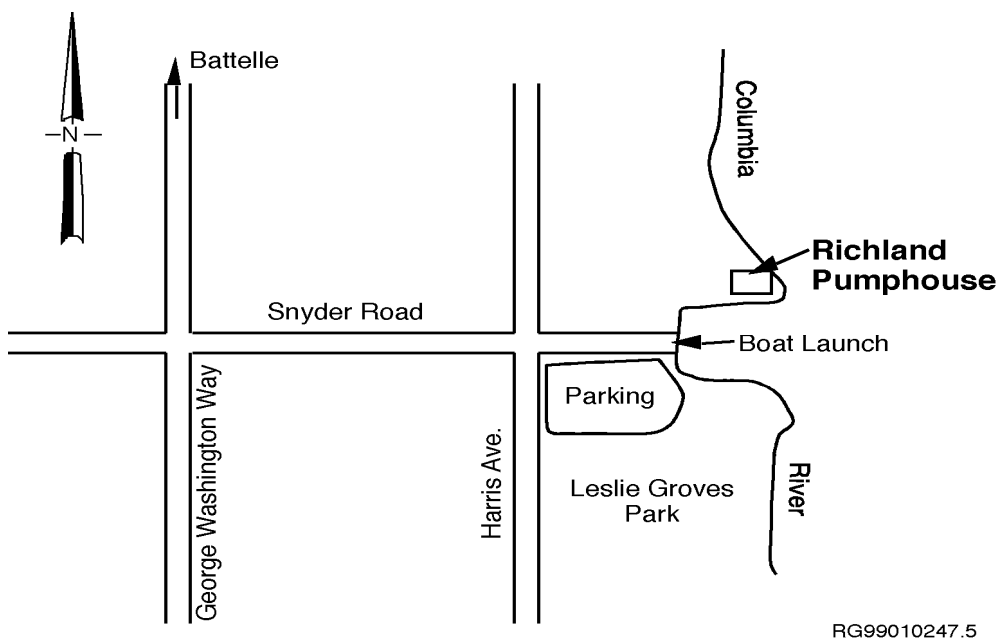 Battelle
N
Columbia
Richland
Pumphouse
Snyder Road
Boat Launch
George Washington Way
Parking
Harris Ave.
Leslie Groves
Park
River
RG99010247.5